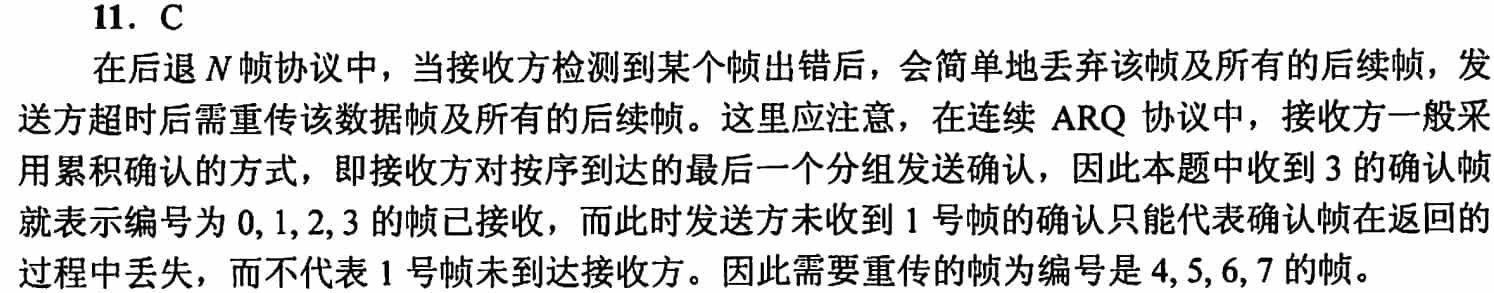 11. C
在后退 N 帧协议中，当接收方检测到某个帧出错后，会简单地丢弃该帧及所有的后续帧，发
送方超时后需重传该数据帧及所有的后续帧。这里应注意，在连续 ARQ 协议中，接收方一般采
用累积确认的方式，即接收方对按序到达的最后一个分组发送确认，因此本题中收到 3 的确认帧
就表示编号为 0, 1, 2, 3 的帧已接收，而此时发送方未收到 1 号帧的确认只能代表确认帧在返回的
过程中丢失，而不代表 1 号帧未到达接收方。因此需要重传的帧为编号是 4, 5, 6, 7 的帧。